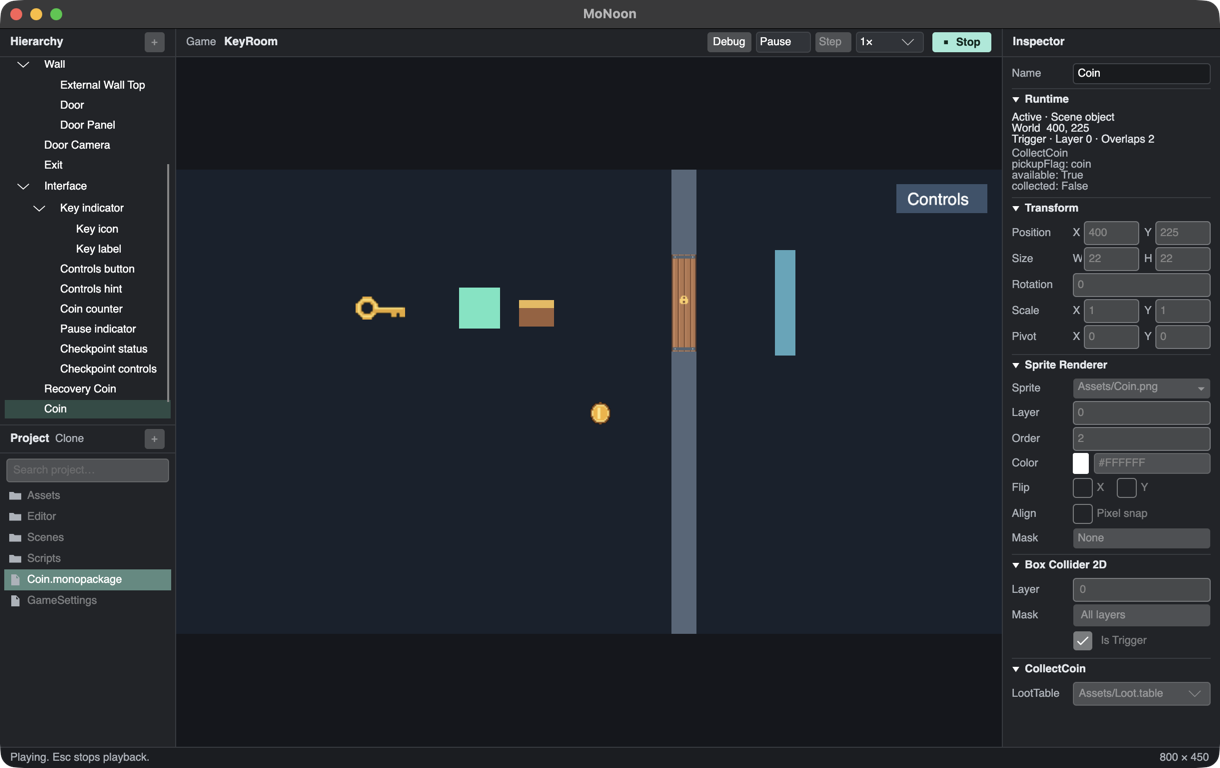 MoNoon
Hierarchy +
Wall
External Wall Top
Door
Door Panel
Door Camera
Exit
Interface
Key indicator
Key icon
Key label
Controls button
Controls hint
Coin counter
Pause indicator
Checkpoint status
Checkpoint controls
Recovery Coin
Coin
Project Clone +
Search project...
Assets
Editor
Scenes
Scripts
Coin.monopackage
GameSettings
Game KeyRoom Debug Pause Step 1× Stop
Controls
Inspector
Name Coin
Runtime
Active · Scene object
World 400, 225
Trigger · Layer 0 · Overlaps 2
CollectCoin
pickupFlag: coin
available: True
collected: False
Transform
Position X 400 Y 225
Size W 22 H 22
Rotation 0
Scale X 1 Y 1
Pivot X 0 Y 0
Sprite Renderer
Sprite Assets/Coin.png
Layer 0
Order 2
Color #FFFFFF
Flip X Y
Align Pixel snap
Mask None
Box Collider 2D
Layer 0
Mask All layers
Is Trigger
CollectCoin
LootTable Assets/Loot.table
Playing. Esc stops playback. 800 × 450